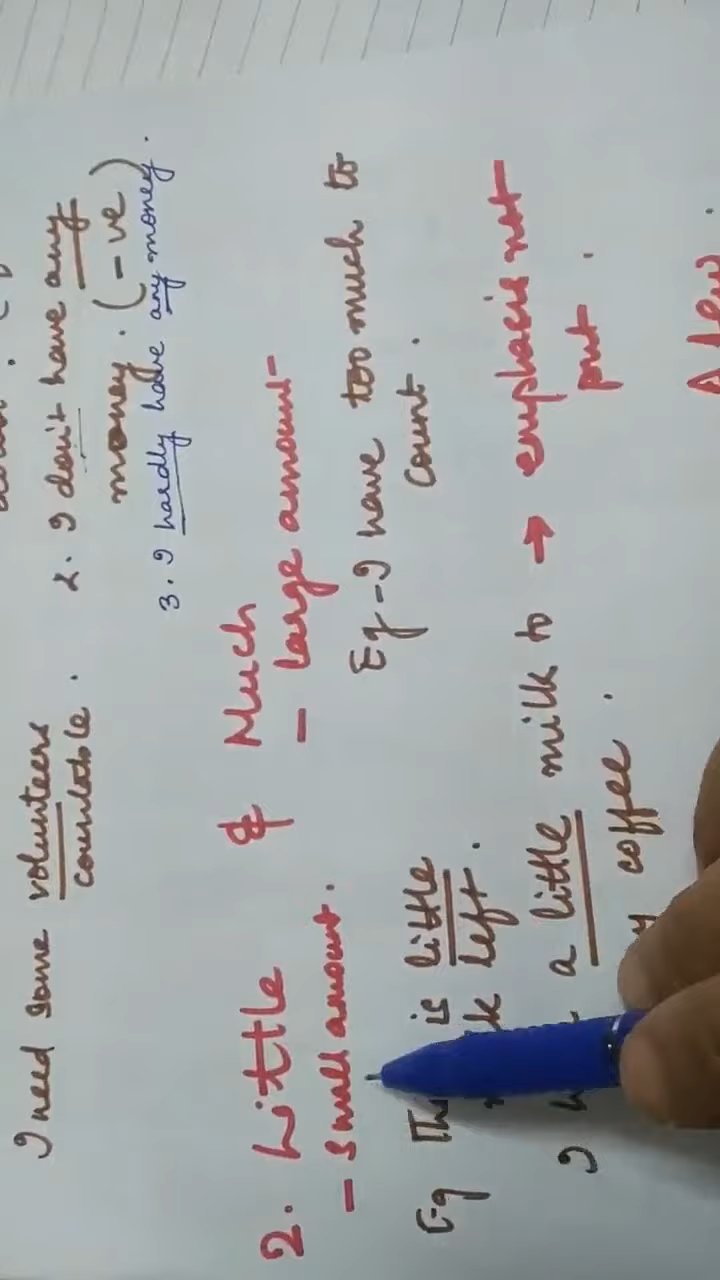 I need some volunteers
countable.
2. I don't have any
money. (-ve)
3. I hardly have any money.
2. Little & Much
- small amount.
- large amount
Eg is little
left.
a little milk to
coffee.
Eg - I have too much to
count.
→ emphasis not
put.
A few.